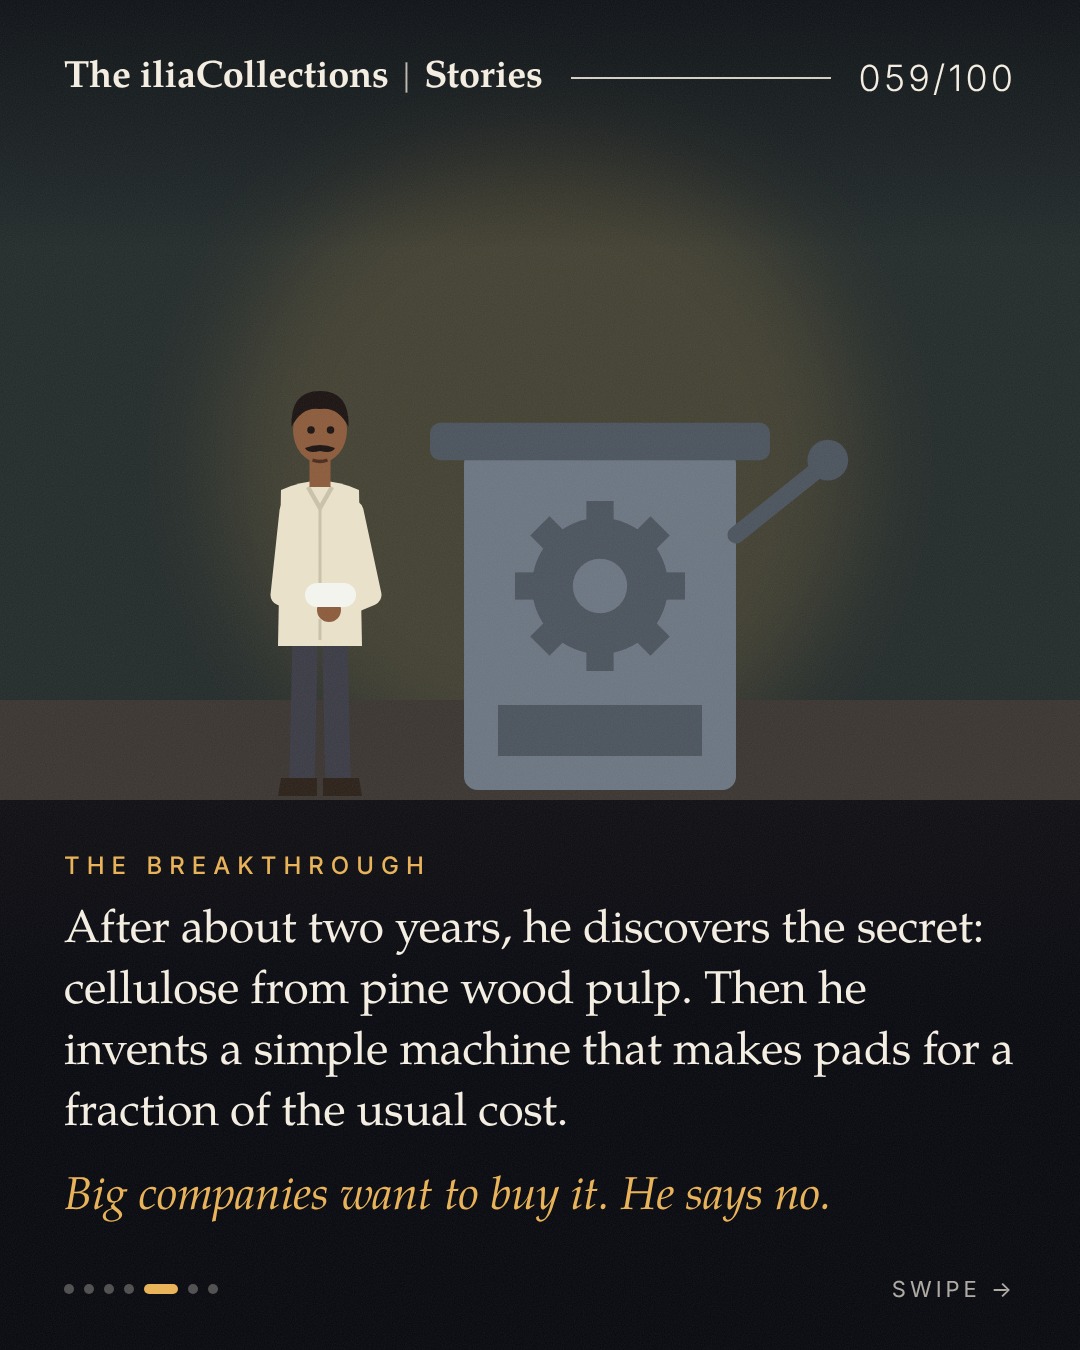 The iliaCollections | Stories 059/100
THE BREAKTHROUGH
After about two years, he discovers the secret:
cellulose from pine wood pulp. Then he
invents a simple machine that makes pads for a
fraction of the usual cost.
Big companies want to buy it. He says no.
SWIPE →